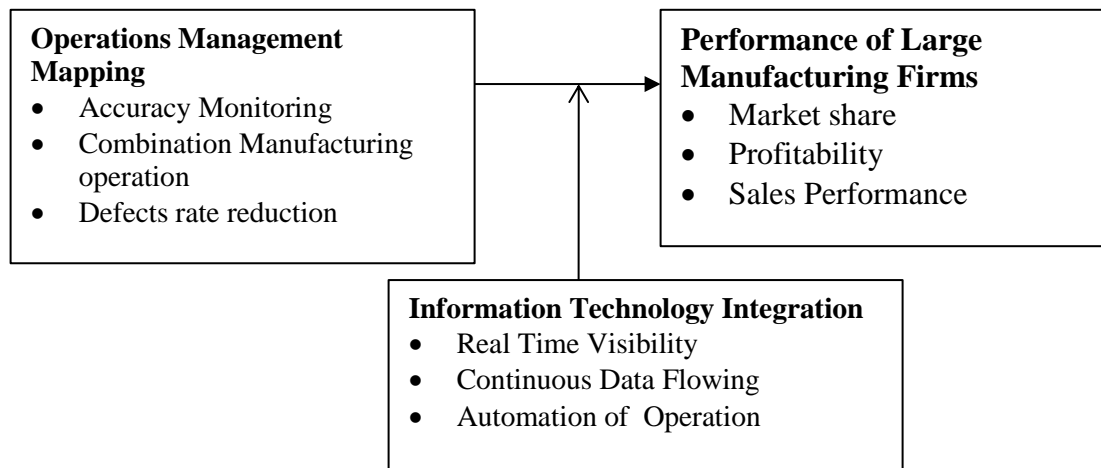 Operations Management
Mapping
• Accuracy Monitoring
• Combination Manufacturing
operation
• Defects rate reduction
Performance of Large
Manufacturing Firms
• Market share
• Profitability
• Sales Performance
Information Technology Integration
• Real Time Visibility
• Continuous Data Flowing
• Automation of Operation